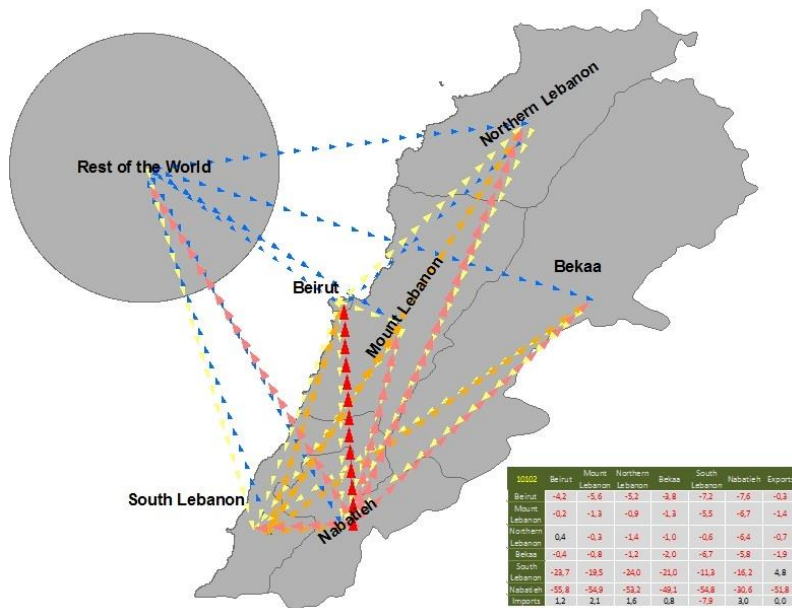 Northern Lebanon
Rest of the World
Bekaa
Beirut
Mount Lebanon
South Lebanon
Nabatieh
10102 Beirut Mount Lebanon Northern Lebanon Bekaa South Lebanon Nabatieh Exports
Beirut -4,2 -5,6 -5,2 -3,8 -7,2 -7,6 -0,3
Mount Lebanon -0,2 -1,3 -0,9 -1,3 -5,5 -6,7 -1,4
Northern Lebanon 0,4 -0,3 -1,4 -1,0 -0,6 -6,4 -0,7
Bekaa -0,4 -0,8 -1,2 -2,0 -6,7 -5,8 -1,9
South Lebanon -23,7 -19,5 -24,0 -21,0 -11,3 -16,2 4,8
Nabatieh -55,8 -54,9 -53,2 -49,1 -54,8 -30,6 -51,8
Imports 1,2 2,1 1,6 0,8 -7,9 3,0 0,0